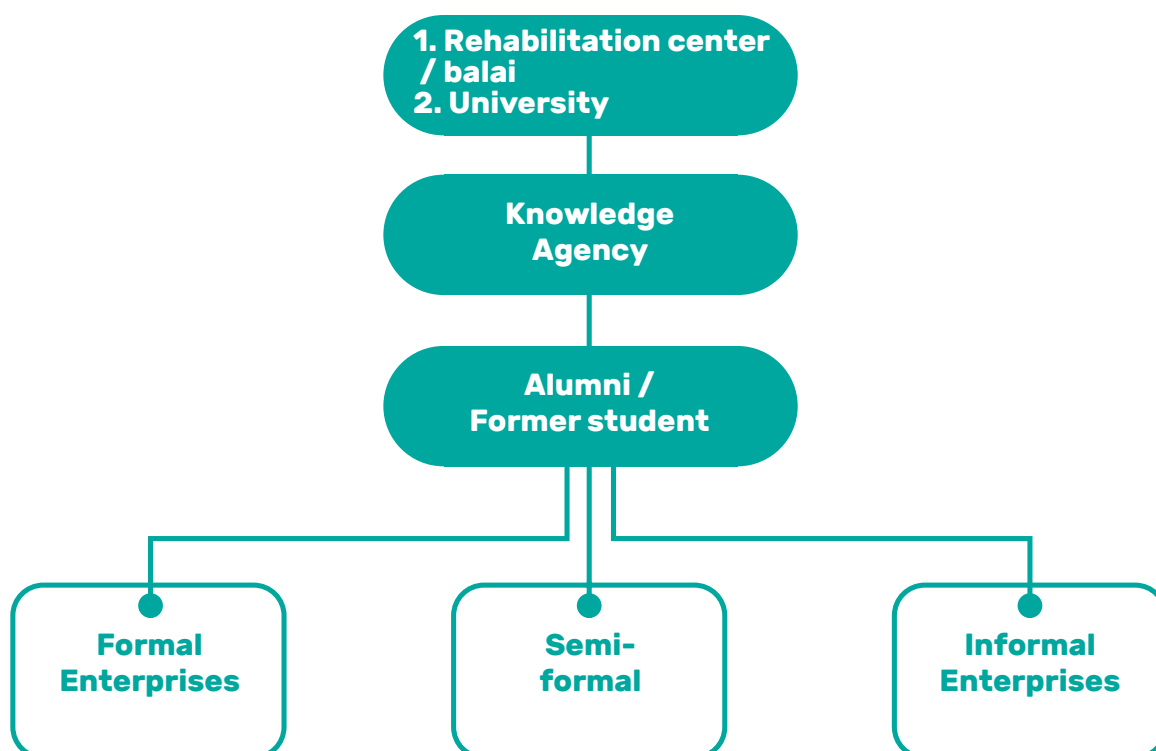 1. Rehabilitation center
/ balai
2. University
Knowledge
Agency
Alumni /
Former student
Formal
Enterprises
Semi-
formal
Informal
Enterprises